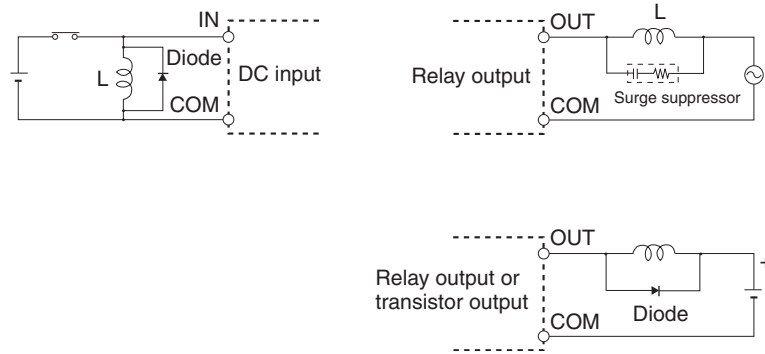 IN
Diode
L
DC input
COM
OUT
L
Relay output
Surge suppressor
COM
OUT
+
Relay output or
transistor output
Diode
COM